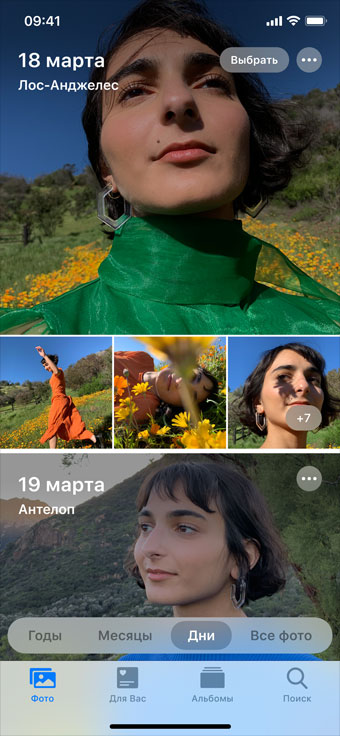 09:41
18 марта
Выбрать
Лос-Анджелес
+7
19 марта
Антелоп
Годы
Месяцы
Дни
Все фото
Фото
Для Вас
Альбомы
Поиск